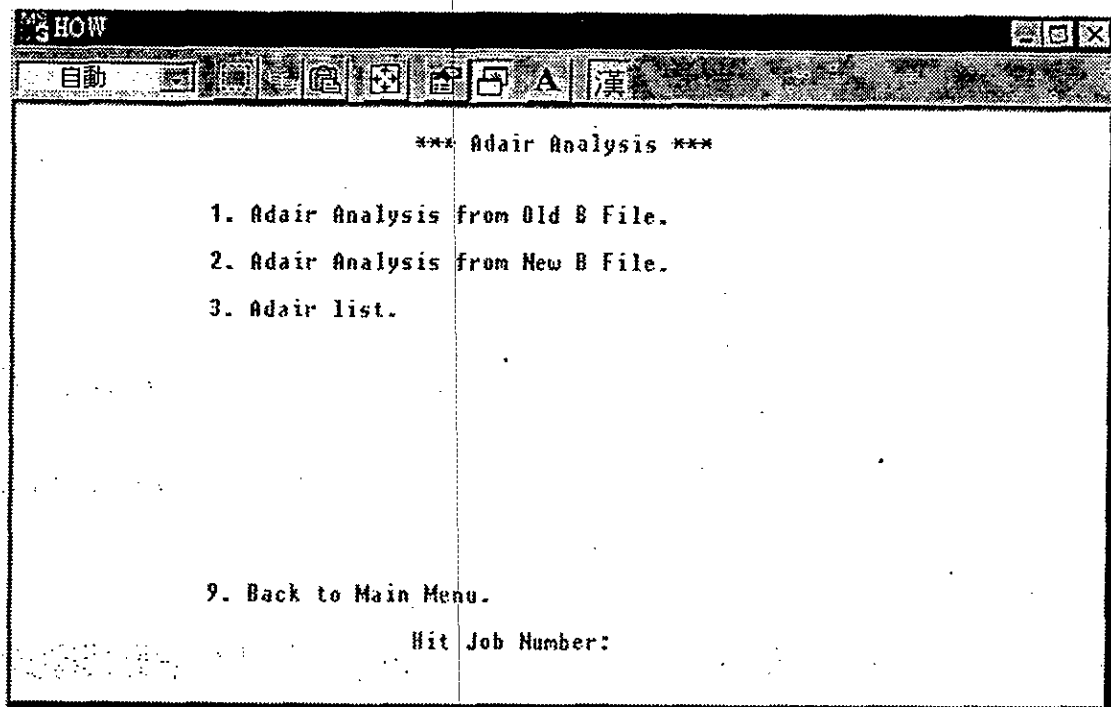 HOW
自動 A 漢
*** Adair Analysis ***
1. Adair Analysis from Old B File.
2. Adair Analysis from New B File.
3. Adair list.
9. Back to Main Menu.
Hit Job Number: